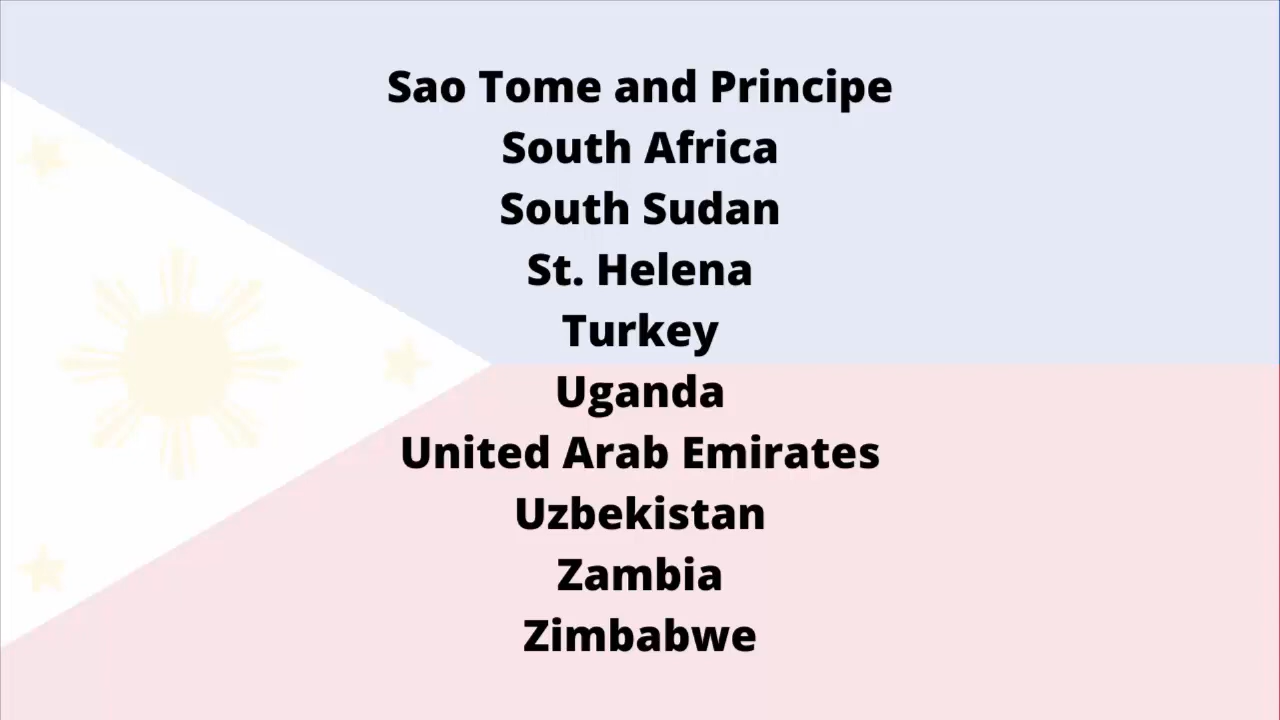 Sao Tome and Principe
South Africa
South Sudan
St. Helena
Turkey
Uganda
United Arab Emirates
Uzbekistan
Zambia
Zimbabwe